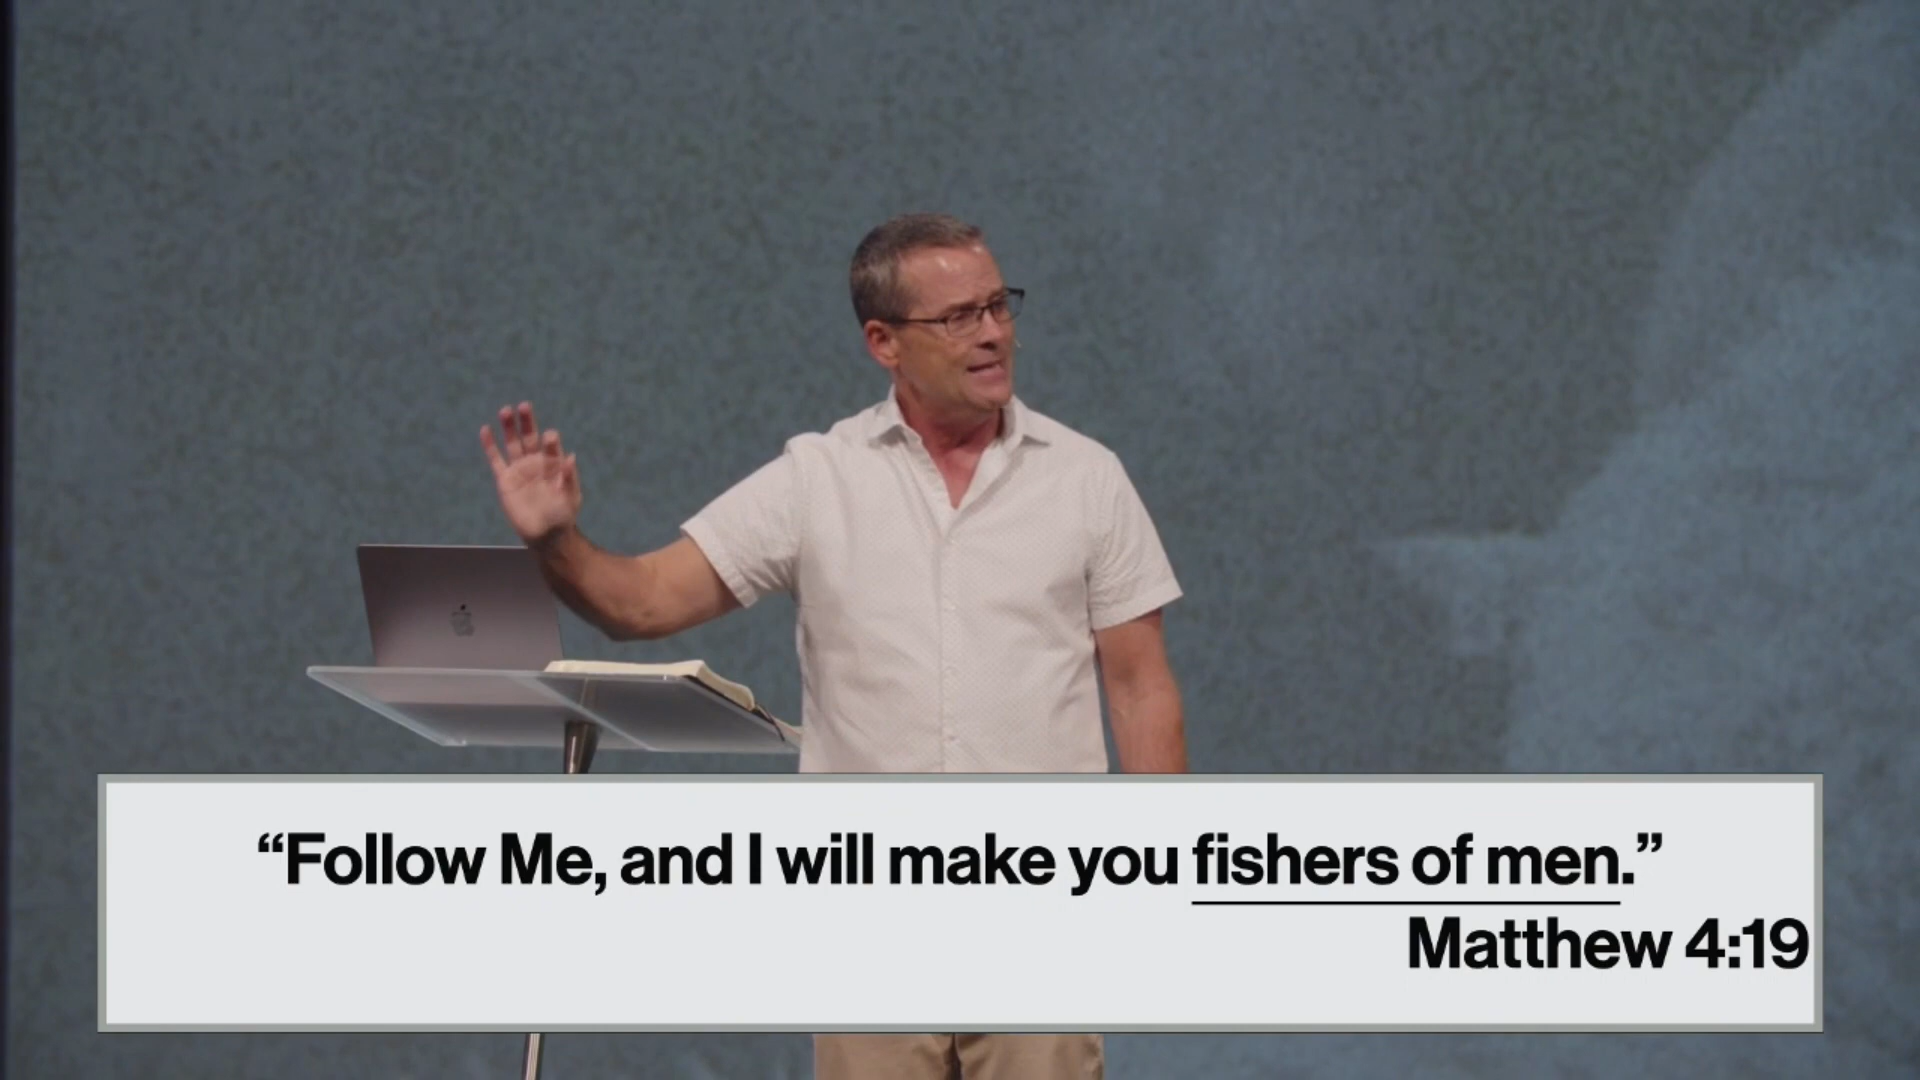 “Follow Me, and I will make you fishers of men.”
Matthew 4:19